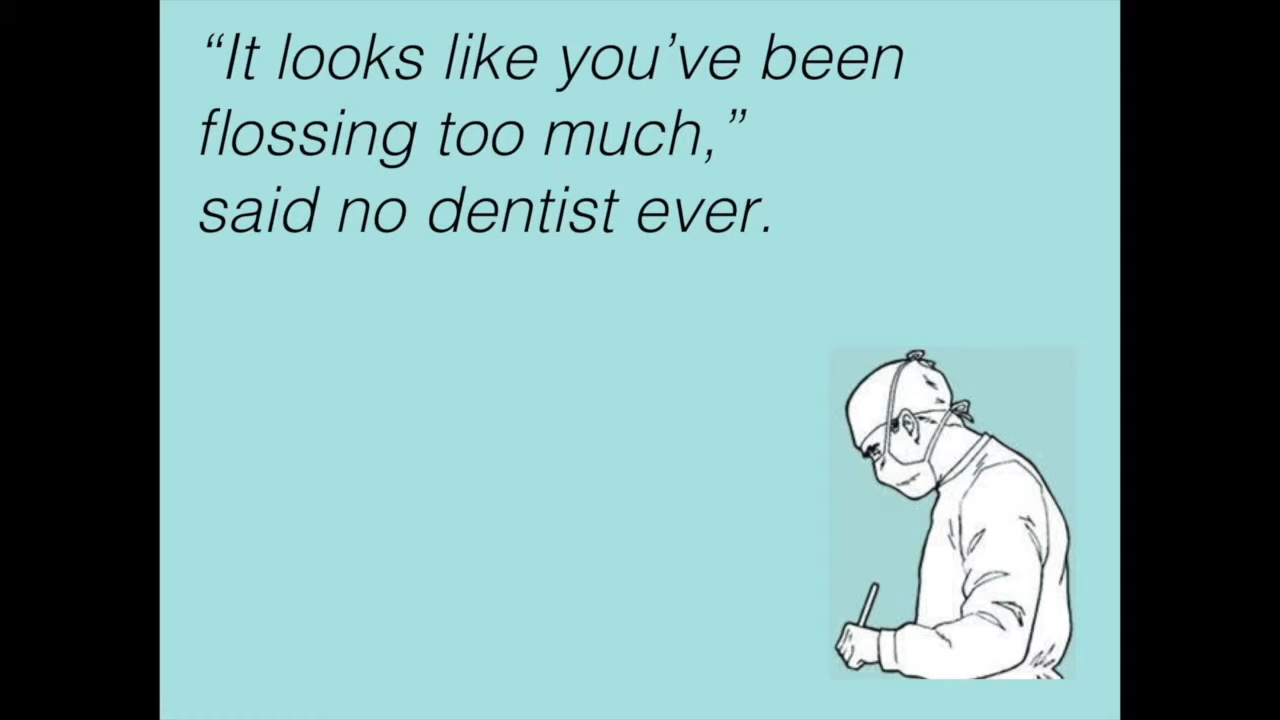 “It looks like you’ve been
flossing too much,”
said no dentist ever.